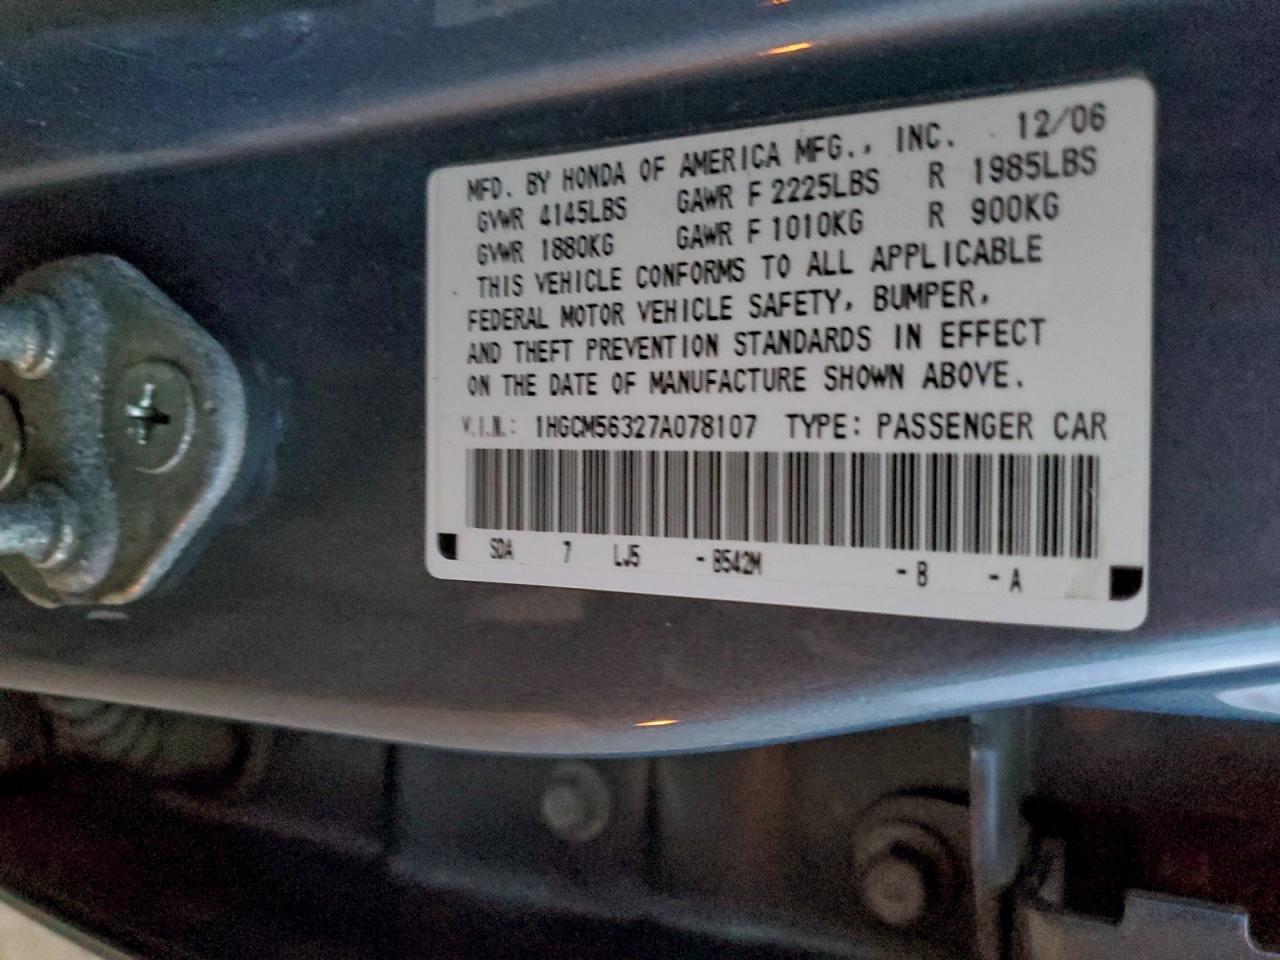 MFD. BY HONDA OF AMERICA MFG., INC. 12/06
GVWR 4145LBS GAWR F 2225LBS R 1985LBS
GVWR 1880KG GAWR F 1010KG R 900KG
THIS VEHICLE CONFORMS TO ALL APPLICABLE
FEDERAL MOTOR VEHICLE SAFETY, BUMPER,
AND THEFT PREVENTION STANDARDS IN EFFECT
ON THE DATE OF MANUFACTURE SHOWN ABOVE.
V.I.N.: 1HGCM56327A078107 TYPE: PASSENGER CAR
SDA 7 LJ5 -B542M -B -A